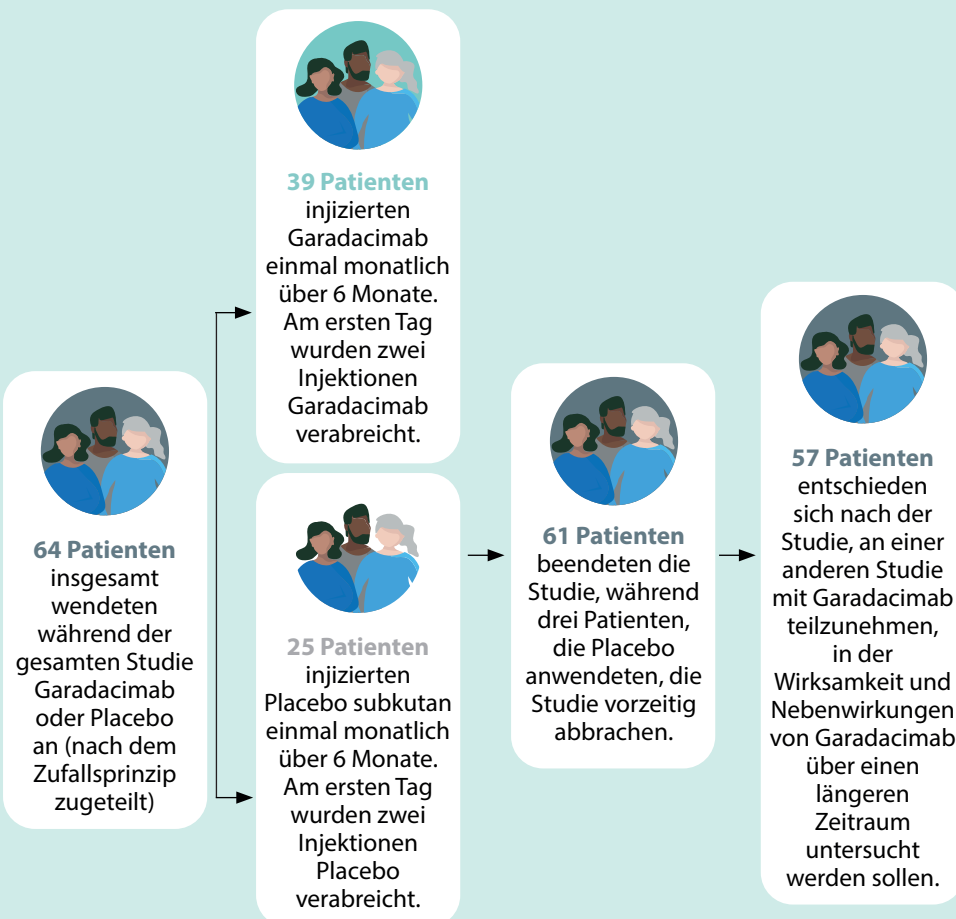 64 Patienten
insgesamt
wendeten
während der
gesamten Studie
Garadacimab
oder Placebo
an (nach dem
Zufallsprinzip
zugeteilt)
39 Patienten
injizierten
Garadacimab
einmal monatlich
über 6 Monate.
Am ersten Tag
wurden zwei
Injektionen
Garadacimab
verabreicht.
25 Patienten
injizierten
Placebo subkutan
einmal monatlich
über 6 Monate.
Am ersten Tag
wurden zwei
Injektionen
Placebo
verabreicht.
61 Patienten
beendeten die
Studie, während
drei Patienten,
die Placebo
anwendeten, die
Studie vorzeitig
abbrachen.
57 Patienten
entschieden
sich nach der
Studie, an einer
anderen Studie
mit Garadacimab
teilzunehmen,
in der
Wirksamkeit und
Nebenwirkungen
von Garadacimab
über einen
längeren
Zeitraum
untersucht
werden sollen.